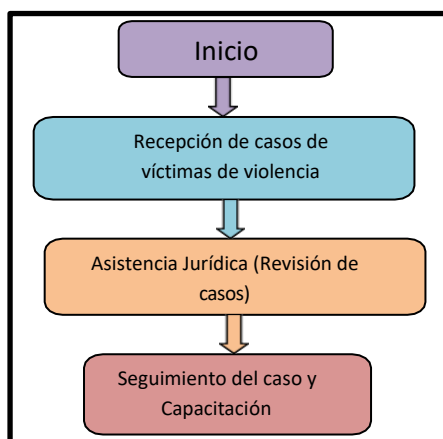 Inicio
Recepción de casos de
víctimas de violencia
Asistencia Jurídica (Revisión de
casos)
Seguimiento del caso y
Capacitación